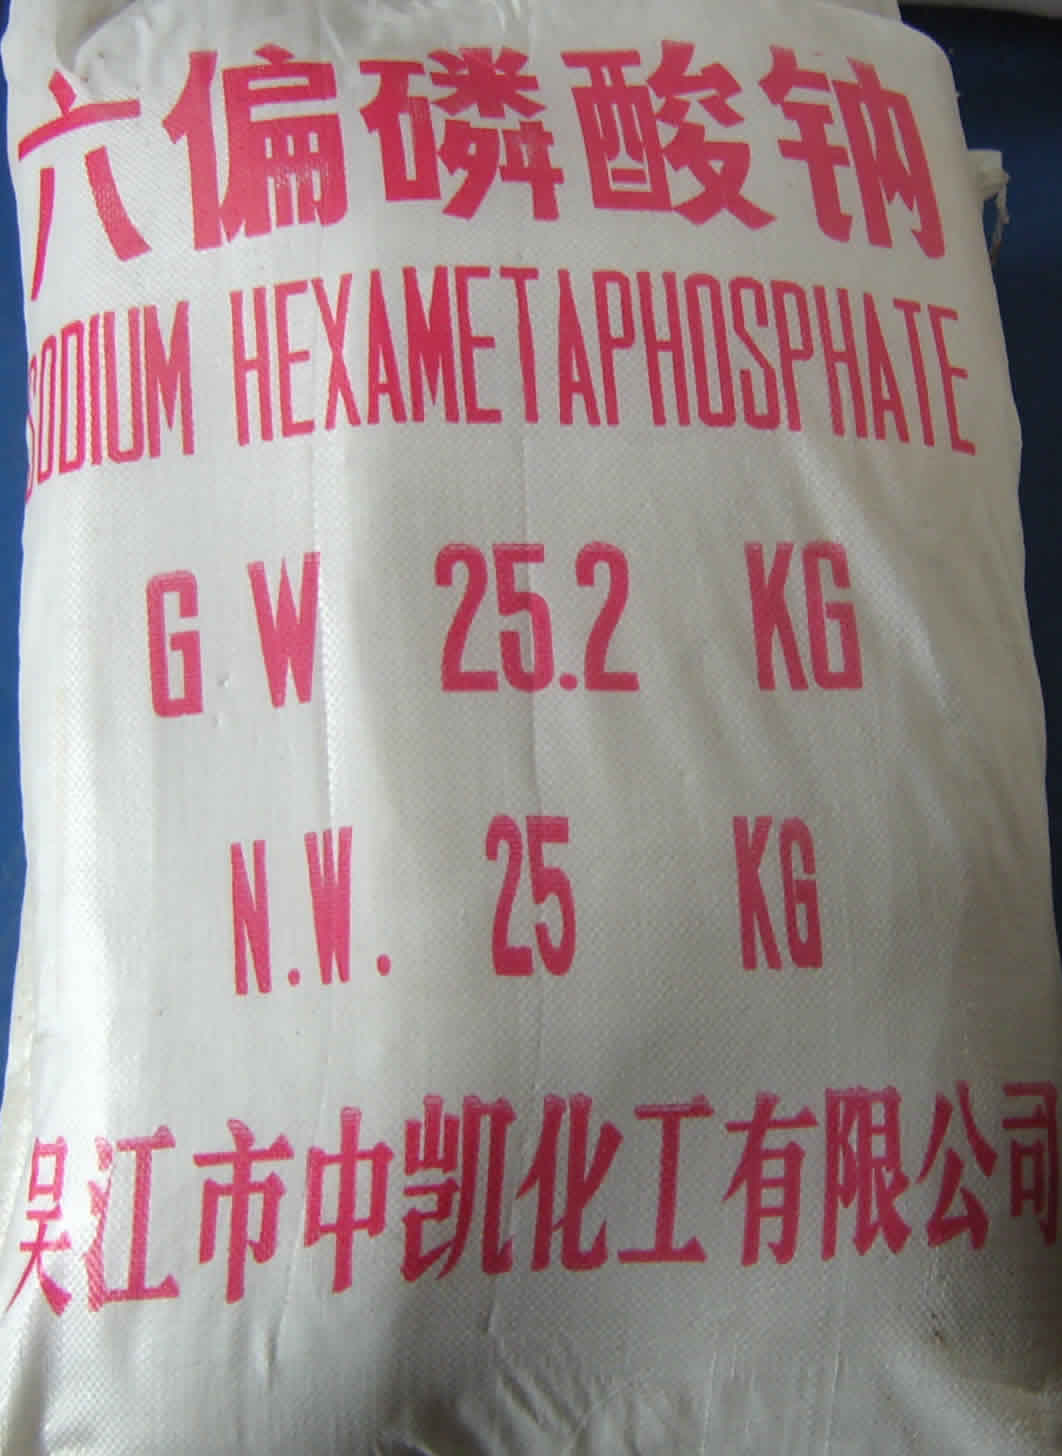 六偏磷酸钠
SODIUM HEXAMETAPHOSPHATE
G W 25.2 KG
N.W. 25 KG
吴江市中凯化工有限公司